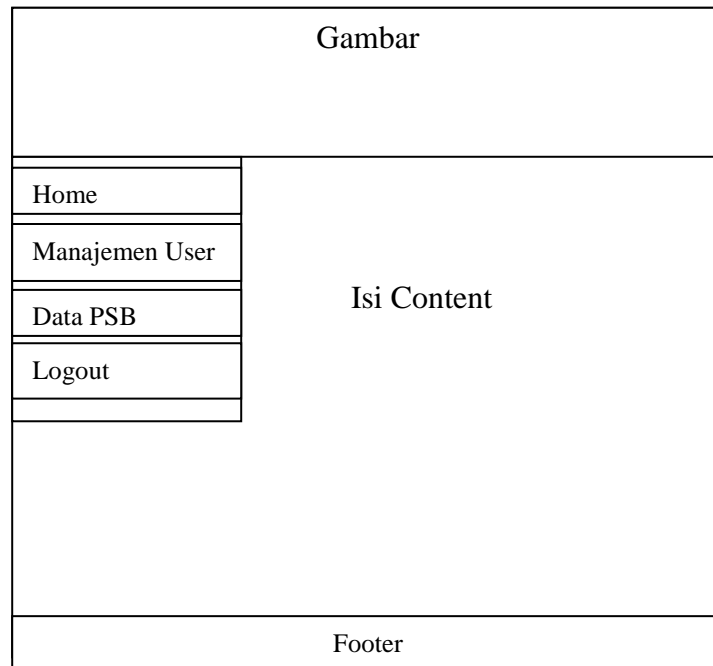 Gambar
Home
Manajemen User
Isi Content
Data PSB
Logout
Footer